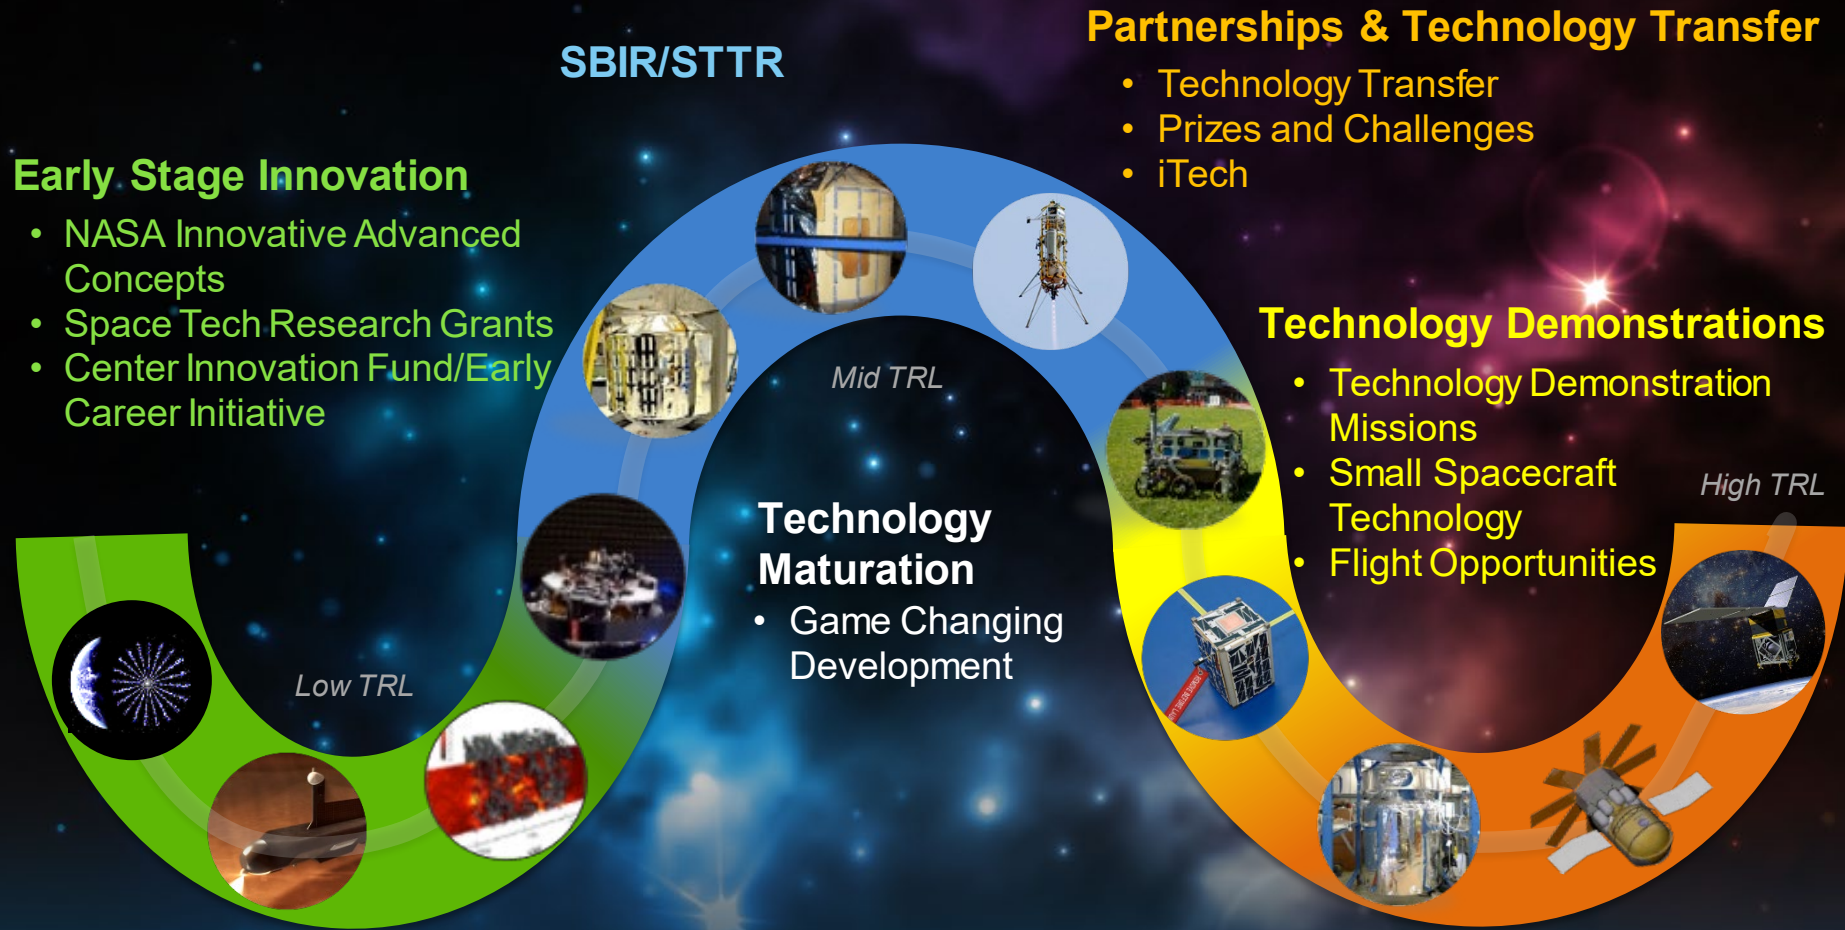 SBIR/STTR
Partnerships & Technology Transfer
• Technology Transfer
• Prizes and Challenges
• iTech
Early Stage Innovation
• NASA Innovative Advanced
Concepts
• Space Tech Research Grants
• Center Innovation Fund/Early
Career Initiative
Mid TRL
Technology Demonstrations
• Technology Demonstration
Missions
• Small Spacecraft
Technology
• Flight Opportunities
High TRL
Technology
Maturation
• Game Changing
Development
Low TRL